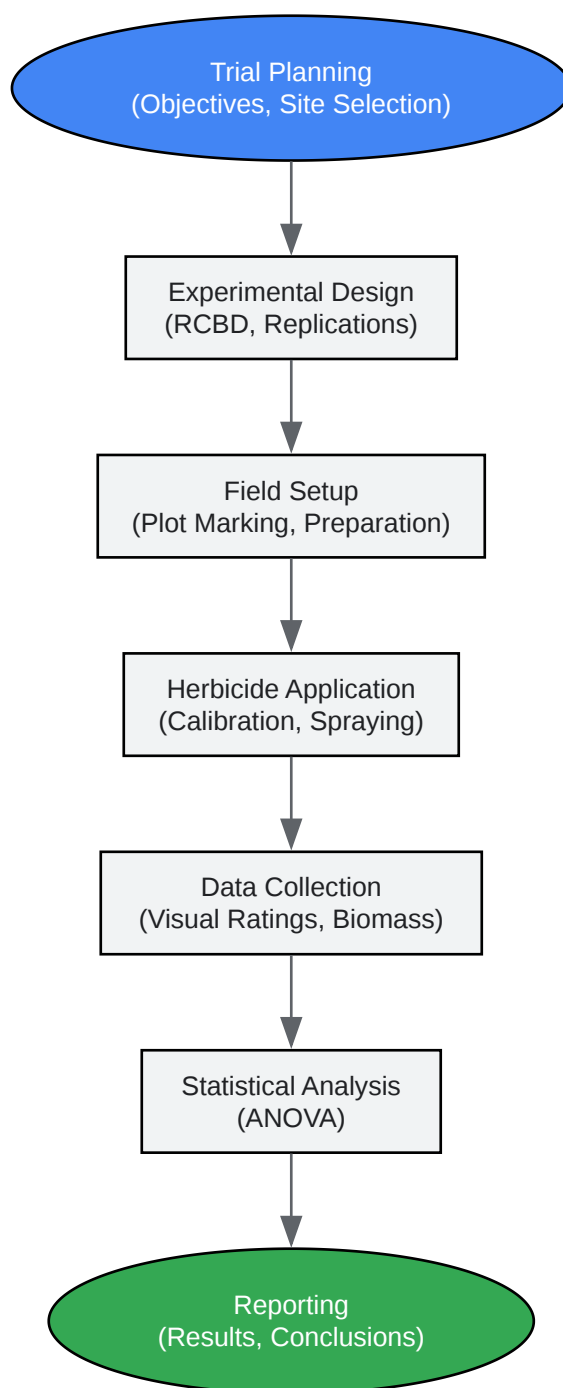 Trial Planning
(Objectives, Site Selection)
Experimental Design
(RCBD, Replications)
Field Setup
(Plot Marking, Preparation)
Herbicide Application
(Calibration, Spraying)
Data Collection
(Visual Ratings, Biomass)
Statistical Analysis
(ANOVA)
Reporting
(Results, Conclusions)